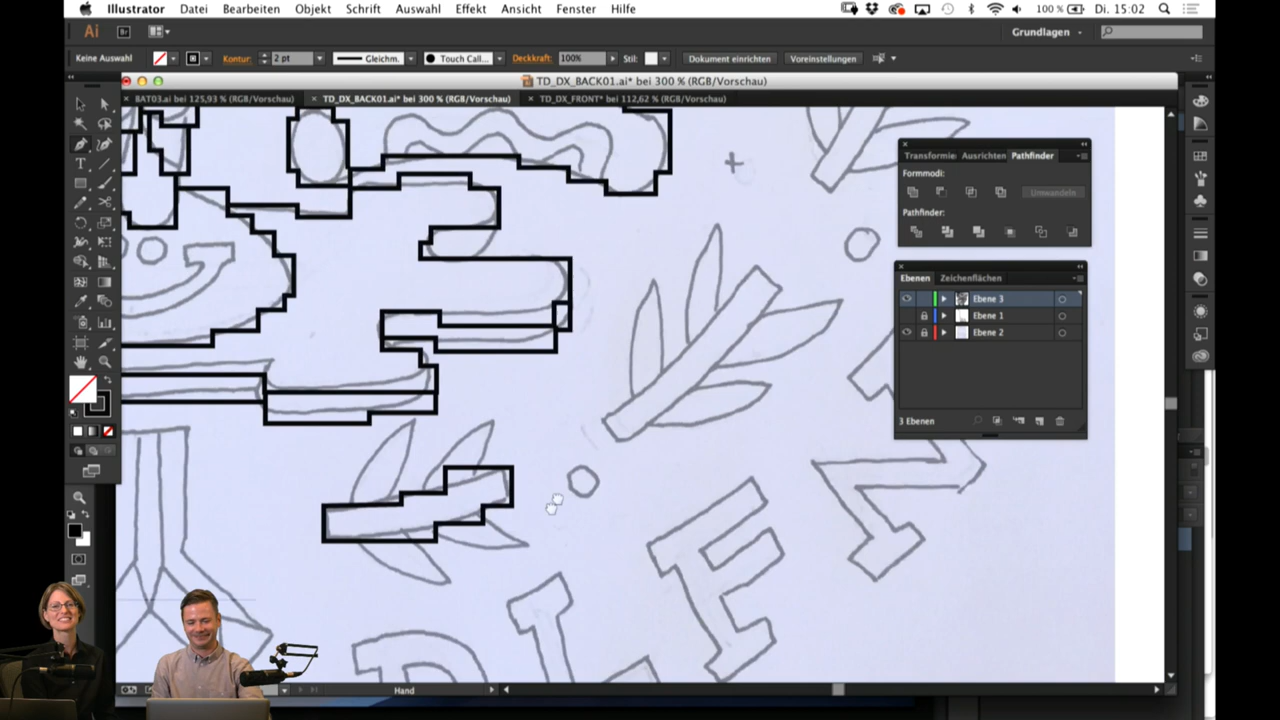 Illustrator Datei Bearbeiten Objekt Schrift Auswahl Effekt Ansicht Fenster Hilfe 100 % Di. 15:02
Ai Br Grundlagen
Keine Auswahl Kontur: 2 pt Gleichm. Touch Call... Deckkraft: 100% Stil: Dokument einrichten Voreinstellungen
TD_DX_BACK01.ai* bei 300 % (RGB/Vorschau)
BAT03.ai bei 125,93 % (RGB/Vorschau) TD_DX_BACK01.ai* bei 300 % (RGB/Vorschau) TD_DX_FRONT* bei 112,62 % (RGB/Vorschau)
Transformie Ausrichten Pathfinder
Formmodi:
Umwandeln
Pathfinder:
Ebenen Zeichenflächen
Ebene 3
Ebene 1
Ebene 2
3 Ebenen
Hand